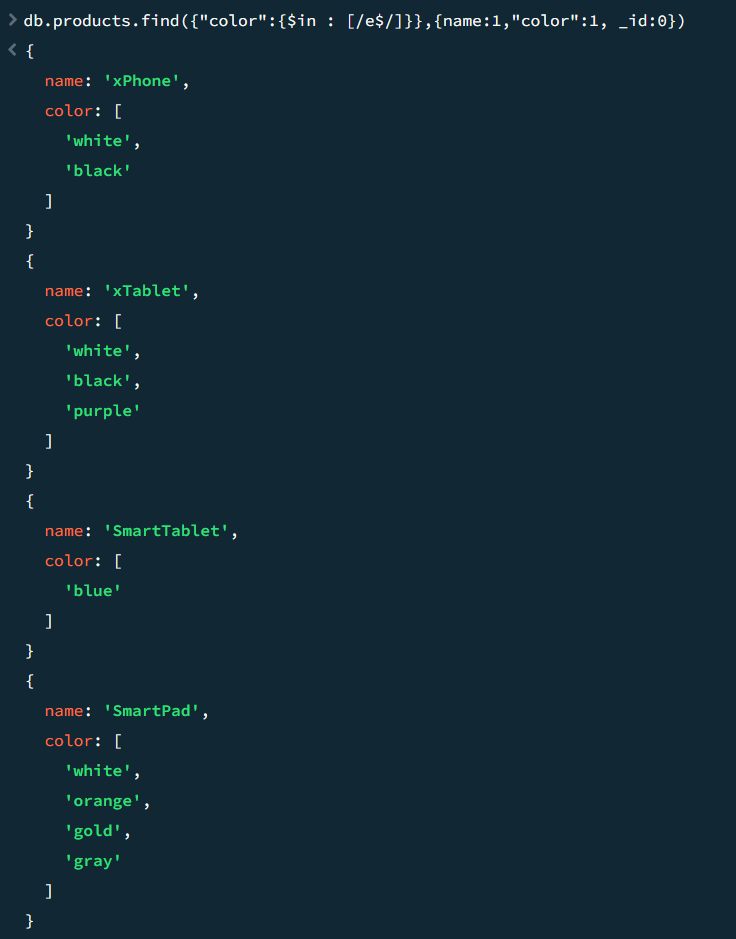 > db.products.find({"color":{$in : [/e$/]}},{name:1,"color":1, _id:0})
< {
name: 'xPhone',
color: [
'white',
'black'
]
}
{
name: 'xTablet',
color: [
'white',
'black',
'purple'
]
}
{
name: 'SmartTablet',
color: [
'blue'
]
}
{
name: 'SmartPad',
color: [
'white',
'orange',
'gold',
'gray'
]
}